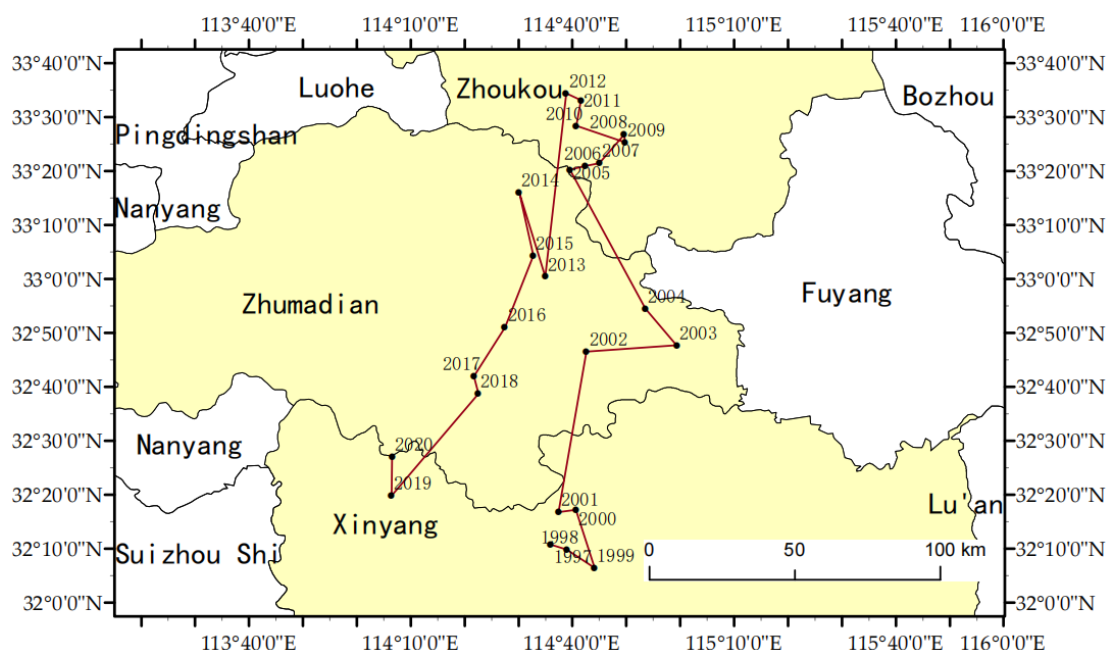 113°40'0"E 114°10'0"E 114°40'0"E 115°10'0"E 115°40'0"E 116°0'0"E
33°40'0"N 33°40'0"N
Luohe Zhoukou 2012 Bozhou
2011
33°30'0"N 2010 2008 2009 33°30'0"N
Pingdingshan
33°20'0"N 2006 2007 33°20'0"N
2005
2014
Nanyang
33°10'0"N 33°10'0"N
2015
33°0'0"N 2013 33°0'0"N
Zhumadian 2004 Fuyang
32°50'0"N 2016 2002 2003 32°50'0"N
2017
32°40'0"N 2018 32°40'0"N
32°30'0"N Nanyang 2020 32°30'0"N
32°20'0"N 2019 32°20'0"N
2001 Lu'an
Xinyang 2000
32°10'0"N Suizhou Shi 1998 1997 1999 0 50 100 km 32°10'0"N
32°0'0"N 32°0'0"N
113°40'0"E 114°10'0"E 114°40'0"E 115°10'0"E 115°40'0"E 116°0'0"E